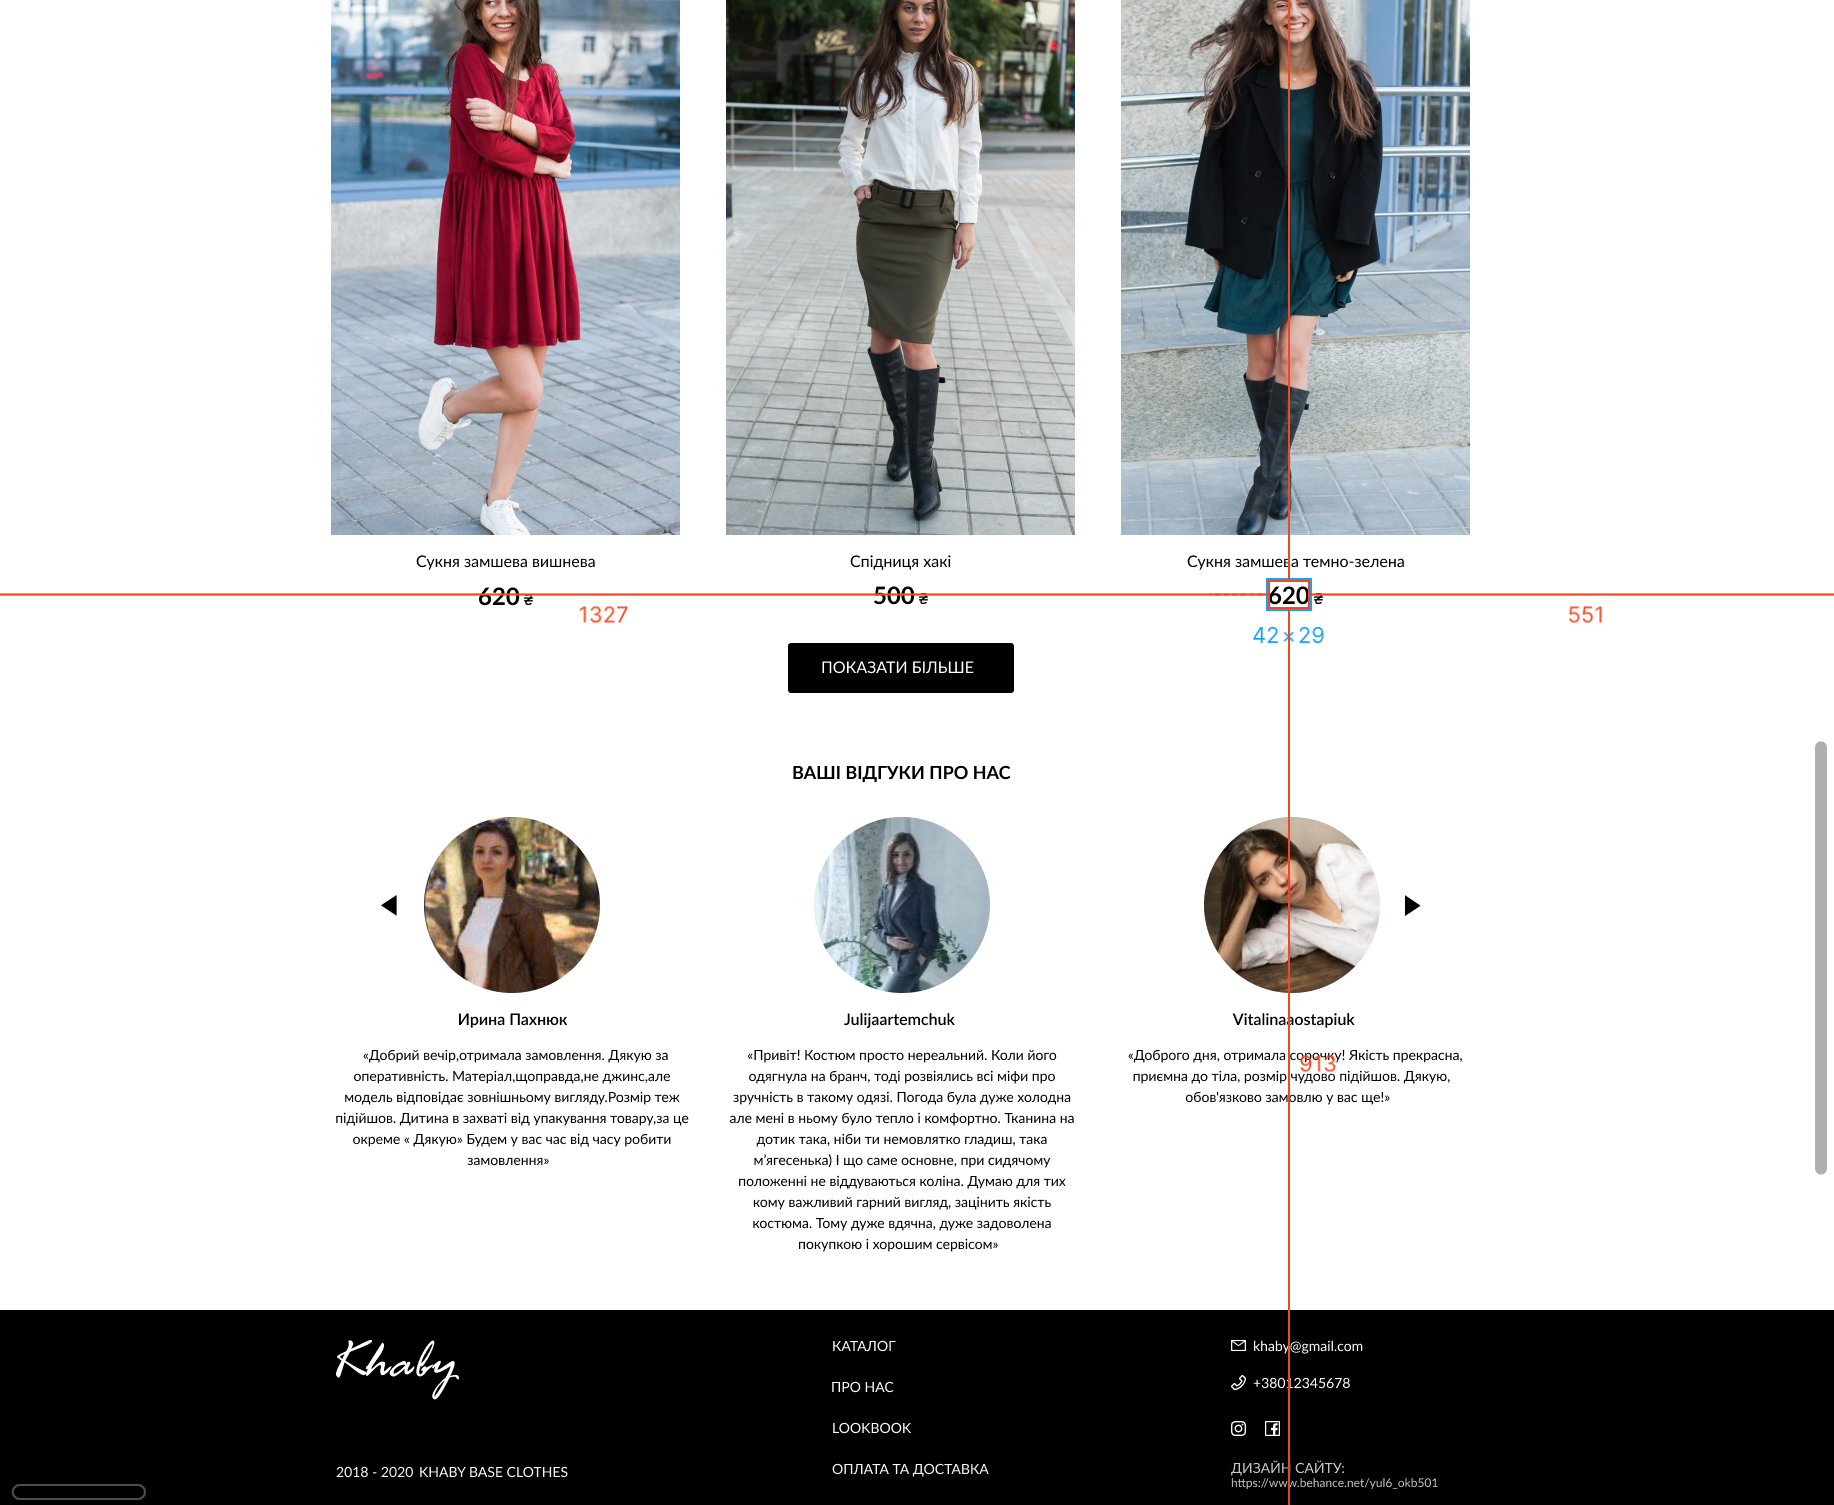 Сукня замшева вишнева
Спідниця хакі
Сукня замшева темно-зелена
620 ₴
500 ₴
620 ₴
1327
551
42 × 29
ПОКАЗАТИ БІЛЬШЕ
ВАШІ ВІДГУКИ ПРО НАС
Ирина Пахнюк
«Добрий вечір,отримала замовлення. Дякую за
оперативність. Матеріал,щоправда,не джинс,але
модель відповідає зовнішньому вигляду.Розмір теж
підійшов. Дитина в захваті від упакування товару,за це
окреме « Дякую» Будем у вас час від часу робити
замовлення»
Julijaartemchuk
«Привіт! Костюм просто нереальний. Коли його
одягнула на бранч, тоді розвіялись всі міфи про
зручність в такому одязі. Погода була дуже холодна
але мені в ньому було тепло і комфортно. Тканина на
дотик така, ніби ти немовлятко гладиш, така
м'ягесенька) І що саме основне, при сидячому
положенні не віддуваються коліна. Думаю для тих
кому важливий гарний вигляд, зацінить якість
костюма. Тому дуже вдячна, дуже задоволена
покупкою і хорошим сервісом»
Vitalinaaostapiuk
«Доброго дня, отримала сорочку! Якість прекрасна,
приємна до тіла, розмір чудово підійшов. Дякую,
обов'язково замовлю у вас ще!»
913
Khaby
2018 - 2020 KHABY BASE CLOTHES
КАТАЛОГ
ПРО НАС
LOOKBOOK
ОПЛАТА ТА ДОСТАВКА
khaby@gmail.com
+38012345678
ДИЗАЙН САЙТУ:
https://www.behance.net/yul6_okb501